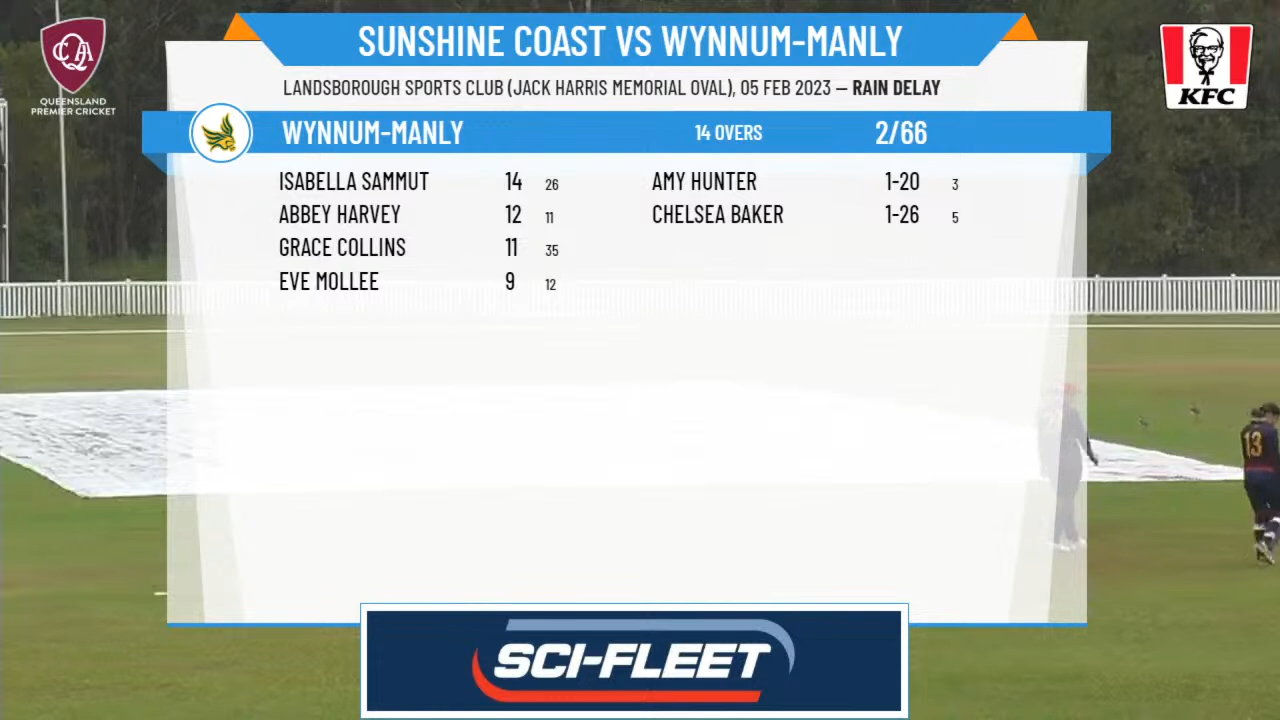 SUNSHINE COAST VS WYNNUM-MANLY
LANDSBOROUGH SPORTS CLUB (JACK HARRIS MEMORIAL OVAL), 05 FEB 2023 – RAIN DELAY
QUEENSLAND
PREMIER CRICKET
KFC
WYNNUM-MANLY 14 OVERS 2/66
ISABELLA SAMMUT 14 26 AMY HUNTER 1-20 3
ABBEY HARVEY 12 11 CHELSEA BAKER 1-26 5
GRACE COLLINS 11 35
EVE MOLLEE 9 12
13
SCI-FLEET